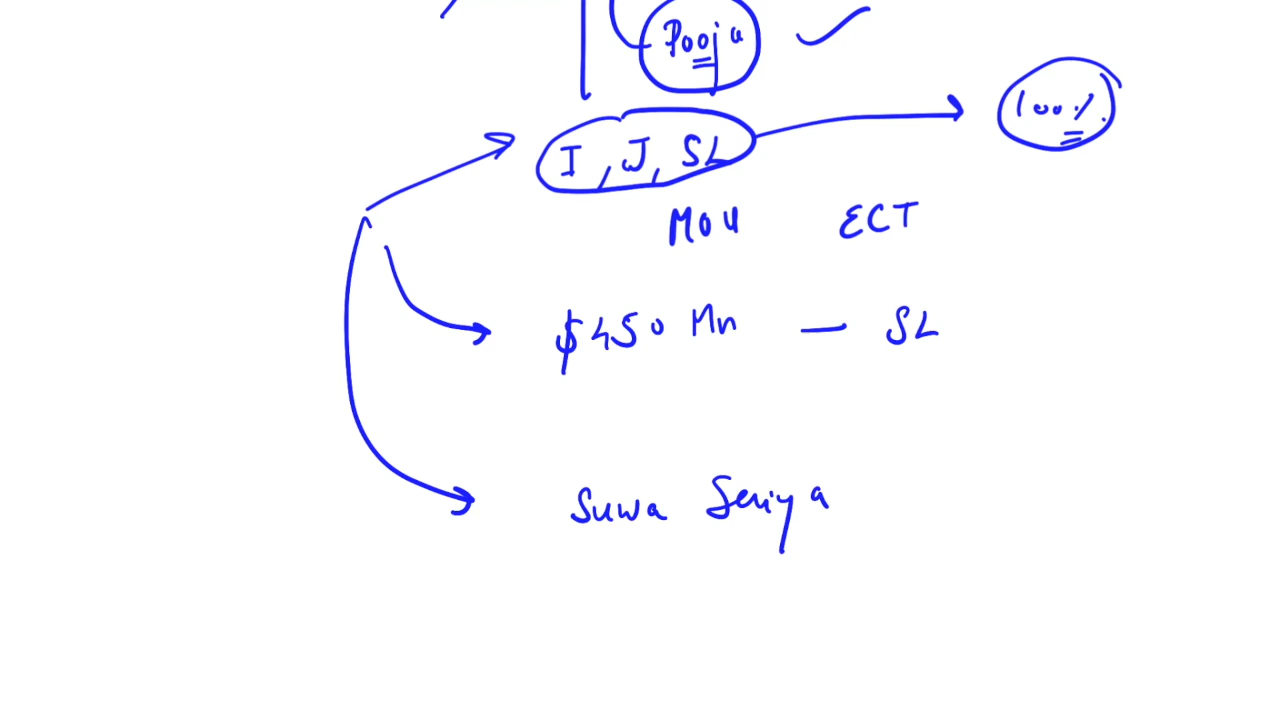 Pooja
I, J, SL
100%
MOU ECT
$450 Mn — SL
Suwa Seriya